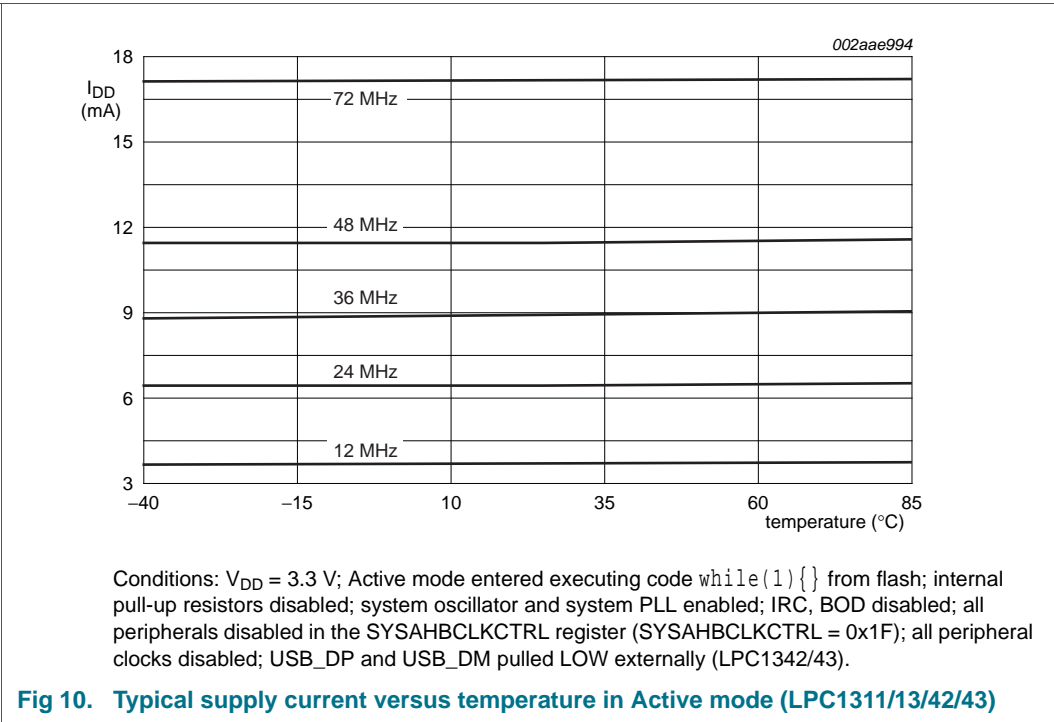 002aae994
18
I_DD
(mA)
72 MHz
15
12
48 MHz
36 MHz
9
24 MHz
6
12 MHz
3
−40 −15 10 35 60 85
temperature (°C)
Conditions: V_DD = 3.3 V; Active mode entered executing code while(1){} from flash; internal
pull-up resistors disabled; system oscillator and system PLL enabled; IRC, BOD disabled; all
peripherals disabled in the SYSAHBCLKCTRL register (SYSAHBCLKCTRL = 0x1F); all peripheral
clocks disabled; USB_DP and USB_DM pulled LOW externally (LPC1342/43).
Fig 10. Typical supply current versus temperature in Active mode (LPC1311/13/42/43)